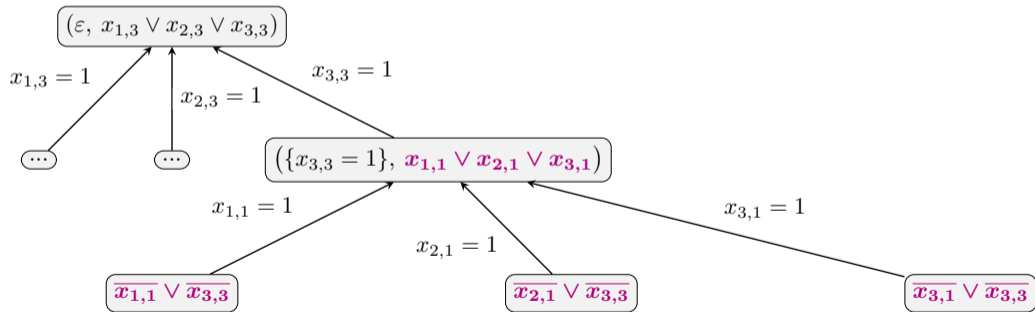 (ε, x_{1,3} ∨ x_{2,3} ∨ x_{3,3})
x_{1,3} = 1
x_{2,3} = 1
x_{3,3} = 1
...
...
({x_{3,3} = 1}, x_{1,1} ∨ x_{2,1} ∨ x_{3,1})
x_{1,1} = 1
x_{2,1} = 1
x_{3,1} = 1
\overline{x_{1,1}} ∨ \overline{x_{3,3}}
\overline{x_{2,1}} ∨ \overline{x_{3,3}}
\overline{x_{3,1}} ∨ \overline{x_{3,3}}